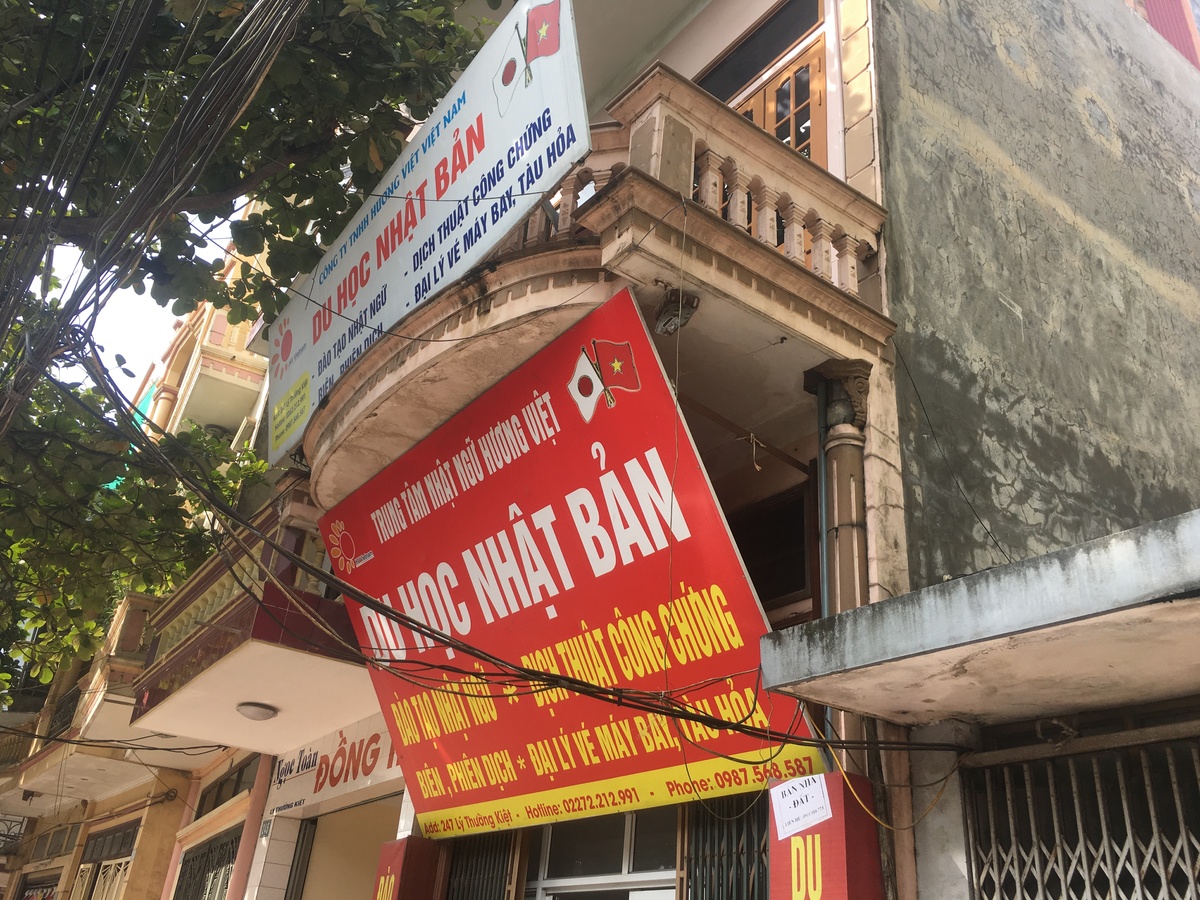 CÔNG TY TNHH HƯƠNG VIỆT VIỆT NAM
DU HỌC NHẬT BẢN
- ĐÀO TẠO NHẬT NGỮ
- DỊCH THUẬT CÔNG CHỨNG
- BIÊN, PHIÊN DỊCH
- ĐẠI LÝ VÉ MÁY BAY, TÀU HỎA
TRUNG TÂM NHẬT NGỮ HƯƠNG VIỆT
DU HỌC NHẬT BẢN
ĐÀO TẠO NHẬT NGỮ * DỊCH THUẬT CÔNG CHỨNG
BIÊN, PHIÊN DỊCH * ĐẠI LÝ VÉ MÁY BAY, TÀU HỎA
Add: 247 Lý Thường Kiệt - Hotline: 02272.212.991 - Phone: 0987.568.587
Ngọc Toản
ĐỒNG
LÝ THƯỜNG KIỆT
BÁN NHÀ
- ĐẤT -
ĐÀO
DU